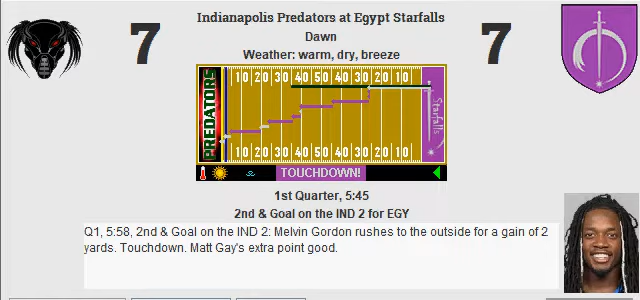 Indianapolis Predators at Egypt Starfalls
7
7
Dawn
Weather: warm, dry, breeze
PREDATORS
10 20 30 40 50 40 30 20 10
Starfalls
10 20 30 40 50 40 30 20 10
TOUCHDOWN!
1st Quarter, 5:45
2nd & Goal on the IND 2 for EGY
Q1, 5:58, 2nd & Goal on the IND 2: Melvin Gordon rushes to the outside for a gain of 2
yards. Touchdown. Matt Gay's extra point good.